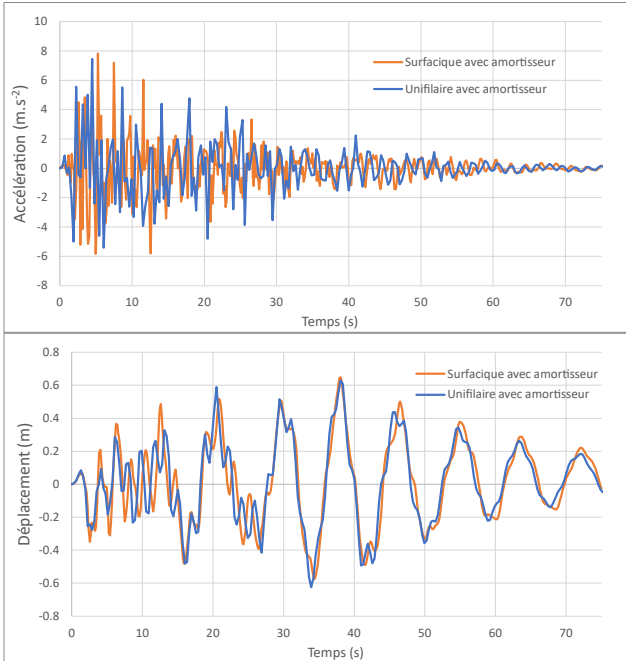 10
8
6
4
2
0
-2
-4
-6
-8
Accélération (m.s-2)
Surfacique avec amortisseur
Unifilaire avec amortisseur
0 10 20 30 40 50 60 70
Temps (s)
0.8
0.6
0.4
0.2
0
-0.2
-0.4
-0.6
-0.8
Déplacement (m)
Surfacique avec amortisseur
Unifilaire avec amortisseur
0 10 20 30 40 50 60 70
Temps (s)